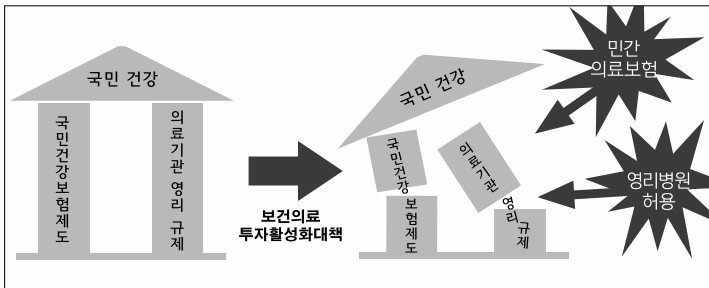 국민 건강
국민건강보험제도
의료기관 영리 규제
보건의료
투자활성화대책
국민 건강
국민건강보험제도
의료기관 영리 규제
민간
의료보험
영리병원
허용